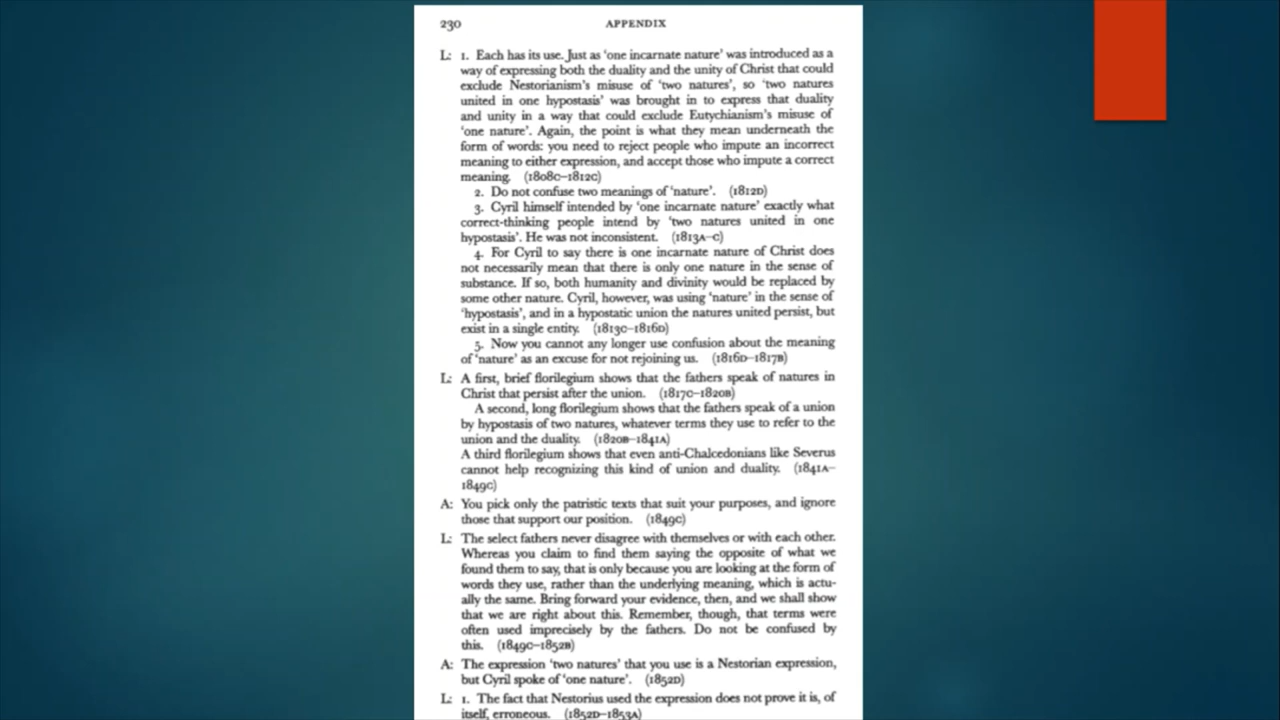 230 APPENDIX
L: 1. Each has its use. Just as 'one incarnate nature' was introduced as a
way of expressing both the duality and the unity of Christ that could
exclude Nestorianism's misuse of 'two natures', so 'two natures
united in one hypostasis' was brought in to express that duality
and unity in a way that could exclude Eutychianism's misuse of
'one nature'. Again, the point is what they mean underneath the
form of words: you need to reject people who impute an incorrect
meaning to either expression, and accept those who impute a correct
meaning. (1808C–1812C)
2. Do not confuse two meanings of 'nature'. (1812D)
3. Cyril himself intended by 'one incarnate nature' exactly what
correct-thinking people intend by 'two natures united in one
hypostasis'. He was not inconsistent. (1813A–C)
4. For Cyril to say there is one incarnate nature of Christ does
not necessarily mean that there is only one nature in the sense of
substance. If so, both humanity and divinity would be replaced by
some other nature. Cyril, however, was using 'nature' in the sense of
'hypostasis', and in a hypostatic union the natures united persist, but
exist in a single entity. (1813C–1816D)
5. Now you cannot any longer use confusion about the meaning
of 'nature' as an excuse for not rejoining us. (1816D–1817B)
L: A first, brief florilegium shows that the fathers speak of natures in
Christ that persist after the union. (1817C–1820B)
A second, long florilegium shows that the fathers speak of a union
by hypostasis of two natures, whatever terms they use to refer to the
union and the duality. (1820B–1841A)
A third florilegium shows that even anti-Chalcedonians like Severus
cannot help recognizing this kind of union and duality. (1841A–
1849C)
A: You pick only the patristic texts that suit your purposes, and ignore
those that support our position. (1849C)
L: The select fathers never disagree with themselves or with each other.
Whereas you claim to find them saying the opposite of what we
found them to say, that is only because you are looking at the form of
words they use, rather than the underlying meaning, which is actu-
ally the same. Bring forward your evidence, then, and we shall show
that we are right about this. Remember, though, that terms were
often used imprecisely by the fathers. Do not be confused by
this. (1849C–1852B)
A: The expression 'two natures' that you use is a Nestorian expression,
but Cyril spoke of 'one nature'. (1852D)
L: 1. The fact that Nestorius used the expression does not prove it is, of
itself, erroneous. (1852D–1853A)